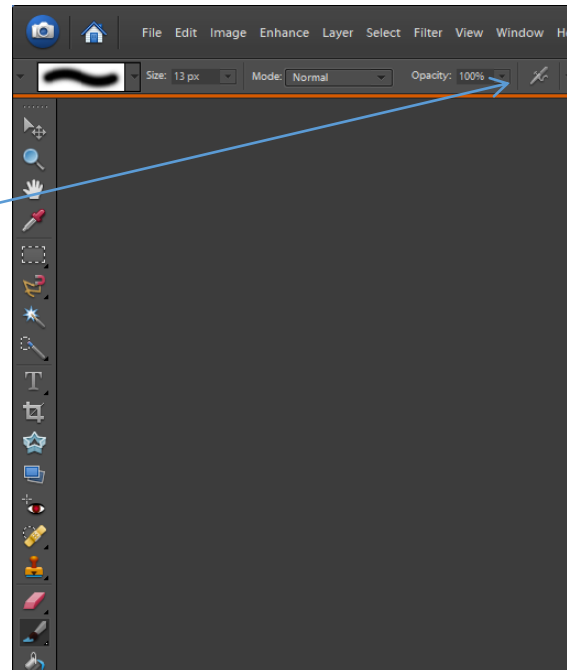 File Edit Image Enhance Layer Select Filter View Window
Size: 13 px Mode: Normal Opacity: 100%
T